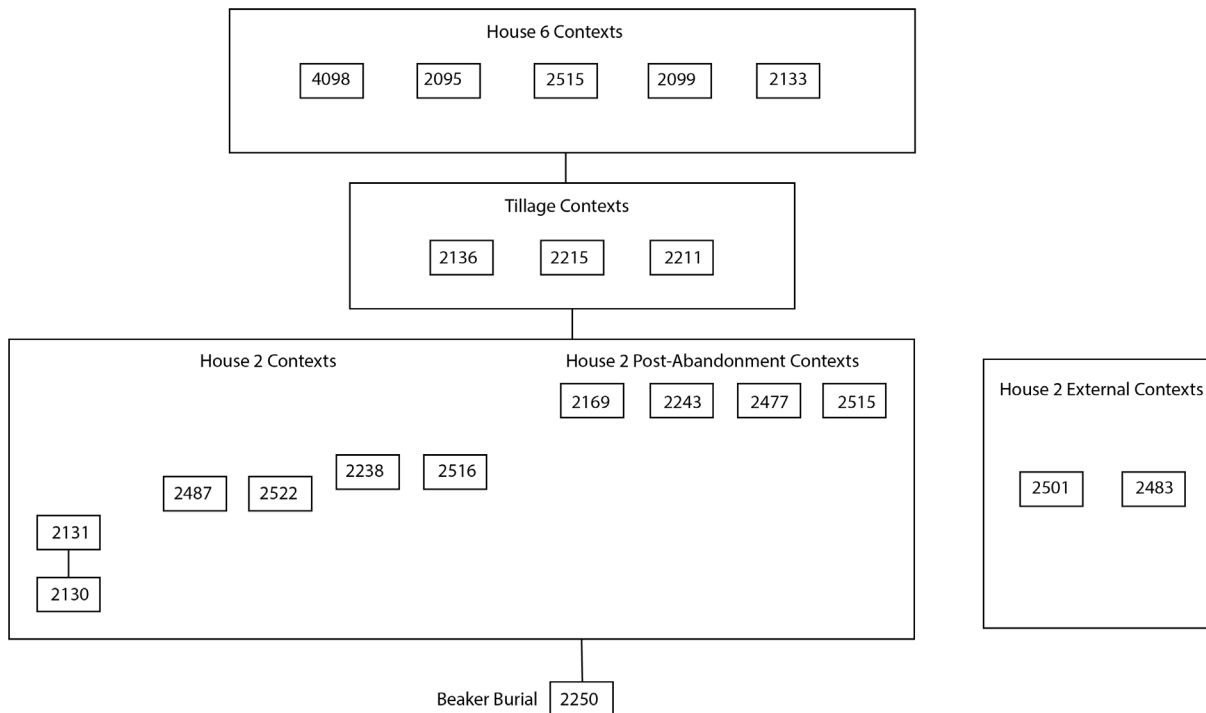 House 6 Contexts
4098 2095 2515 2099 2133
Tillage Contexts
2136 2215 2211
House 2 Contexts
House 2 Post-Abandonment Contexts
2169 2243 2477 2515
2238 2516
2487 2522
2131
2130
House 2 External Contexts
2501 2483
Beaker Burial 2250